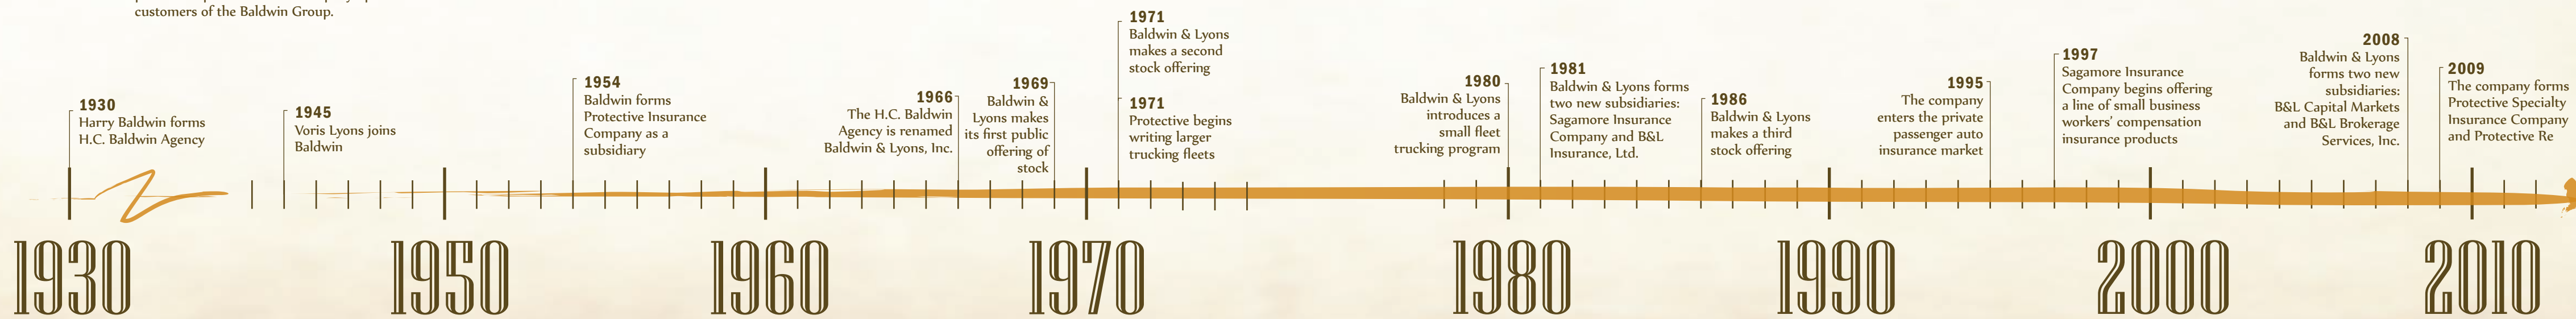 customers of the Baldwin Group.
1930
Harry Baldwin forms
H.C. Baldwin Agency
1945
Voris Lyons joins
Baldwin
1954
Baldwin forms
Protective Insurance
Company as a
subsidiary
1966
The H.C. Baldwin
Agency is renamed
Baldwin & Lyons, Inc.
1969
Baldwin &
Lyons makes
its first public
offering of
stock
1971
Baldwin & Lyons
makes a second
stock offering
1971
Protective begins
writing larger
trucking fleets
1980
Baldwin & Lyons
introduces a
small fleet
trucking program
1981
Baldwin & Lyons forms
two new subsidiaries:
Sagamore Insurance
Company and B&L
Insurance, Ltd.
1986
Baldwin & Lyons
makes a third
stock offering
1995
The company
enters the private
passenger auto
insurance market
1997
Sagamore Insurance
Company begins offering
a line of small business
workers' compensation
insurance products
2008
Baldwin & Lyons
forms two new
subsidiaries:
B&L Capital Markets
and B&L Brokerage
Services, Inc.
2009
The company forms
Protective Specialty
Insurance Company
and Protective Re
1930
1950
1960
1970
1980
1990
2000
2010